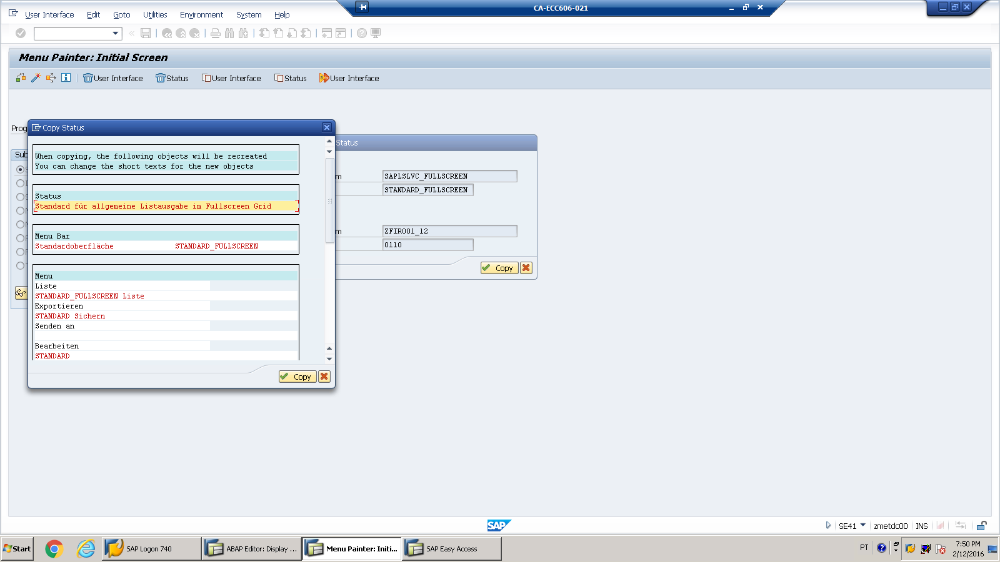 CA-ECC606-021
User Interface Edit Goto Utilities Environment System Help
Menu Painter: Initial Screen
User Interface Status User Interface Status User Interface
Prog
Sub
Copy Status
When copying, the following objects will be recreated
You can change the short texts for the new objects
Status
Standard für allgemeine Listausgabe im Fullscreen Grid
Menu Bar
Standardoberfläche STANDARD_FULLSCREEN
Menu
Liste
STANDARD_FULLSCREEN Liste
Exportieren
STANDARD Sichern
Senden an
Bearbeiten
STANDARD
Copy
Status
m SAPLSLVC_FULLSCREEN
STANDARD_FULLSCREEN
m ZFIR001_12
0110
Copy
SAP
SE41 zmetdc00 INS
Start SAP Logon 740 ABAP Editor: Display ... Menu Painter: Initi... SAP Easy Access PT 7:50 PM
2/12/2016